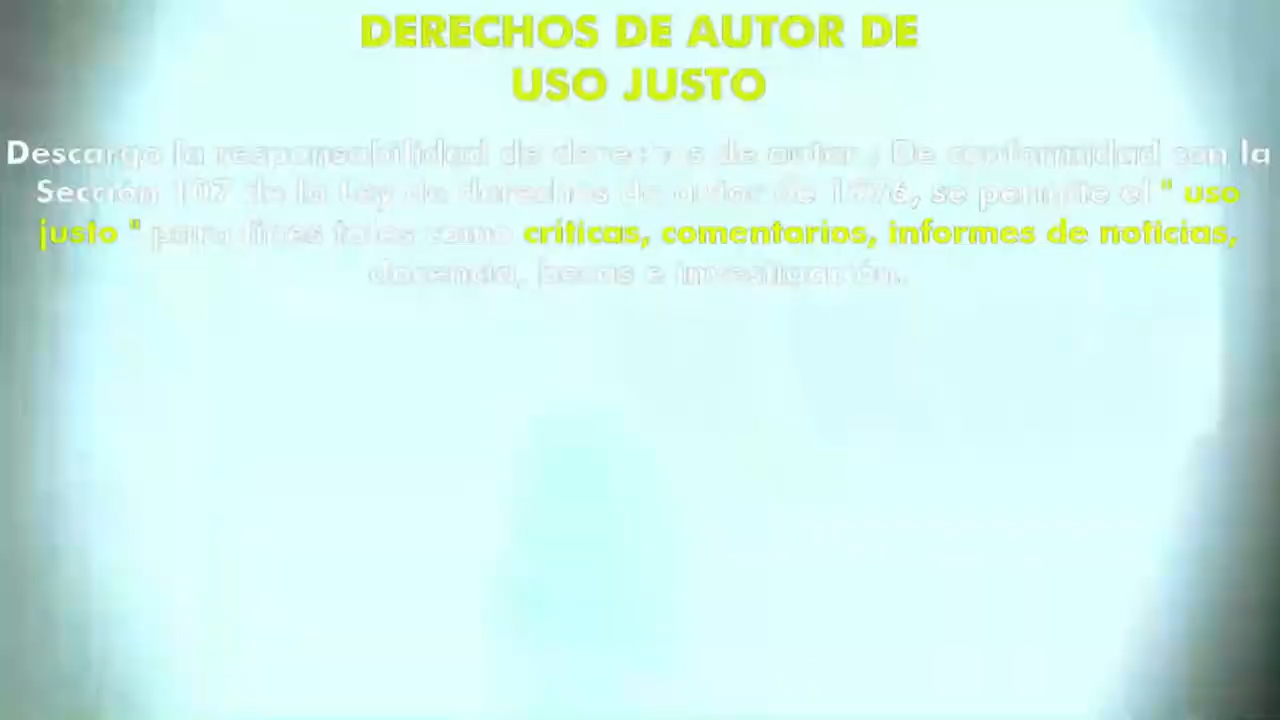 DERECHOS DE AUTOR DE
USO JUSTO
Descargo la responsabilidad de derechos de autor : De conformidad con la
Sección 107 de la Ley de derechos de autor de 1976, se permite el " uso
justo " para fines tales como críticas, comentarios, informes de noticias,
docencia, becas e investigación.